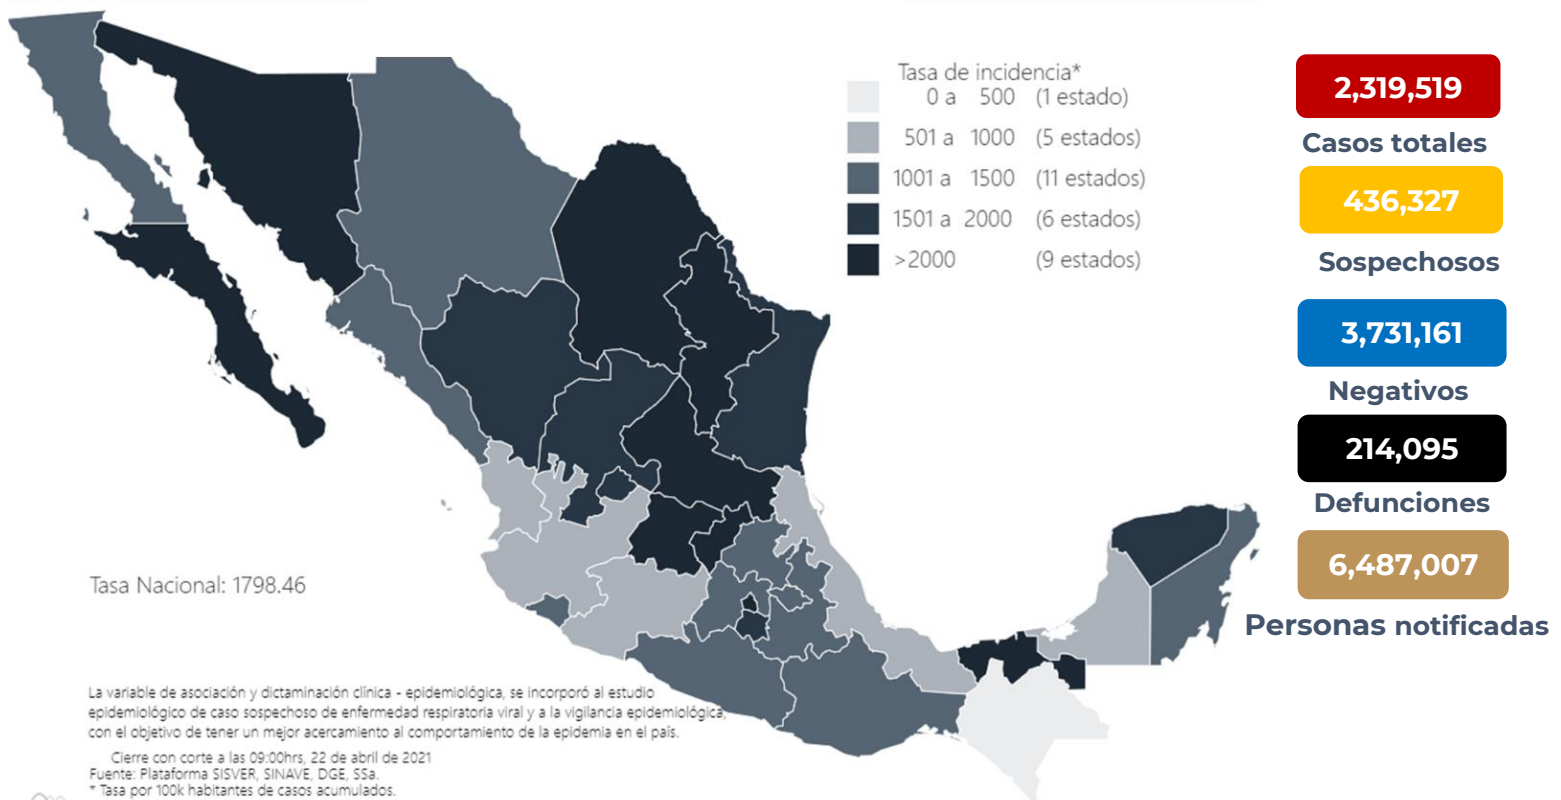 Tasa de incidencia*
0 a 500 (1 estado)
501 a 1000 (5 estados)
1001 a 1500 (11 estados)
1501 a 2000 (6 estados)
>2000 (9 estados)
2,319,519
Casos totales
436,327
Sospechosos
3,731,161
Negativos
214,095
Defunciones
6,487,007
Personas notificadas
Tasa Nacional: 1798.46
La variable de asociación y dictaminación clínica - epidemiológica, se incorporó al estudio
epidemiológico de caso sospechoso de enfermedad respiratoria viral y a la vigilancia epidemiológica,
con el objetivo de tener un mejor acercamiento al comportamiento de la epidemia en el país.
Cierre con corte a las 09:00hrs, 22 de abril de 2021
Fuente: Plataforma SISVER, SINAVE, DGE, SSa.
* Tasa por 100k habitantes de casos acumulados.